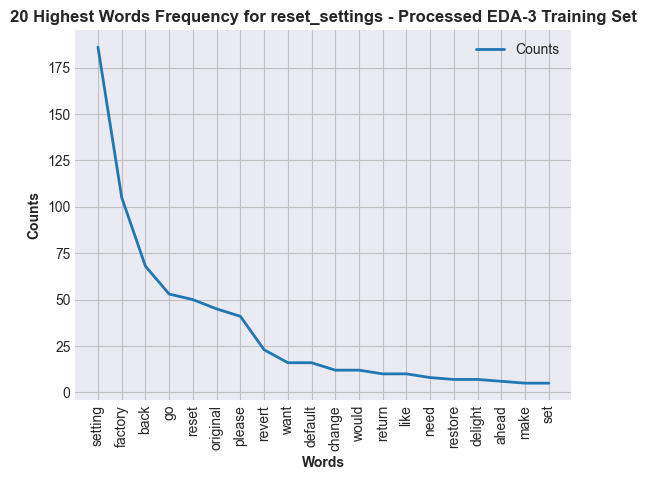 20 Highest Words Frequency for reset_settings - Processed EDA-3 Training Set
Counts
175
150
125
100
75
50
25
0
Counts
setting
factory
back
go
reset
original
please
revert
want
default
change
would
return
like
need
restore
delight
ahead
make
set
Words